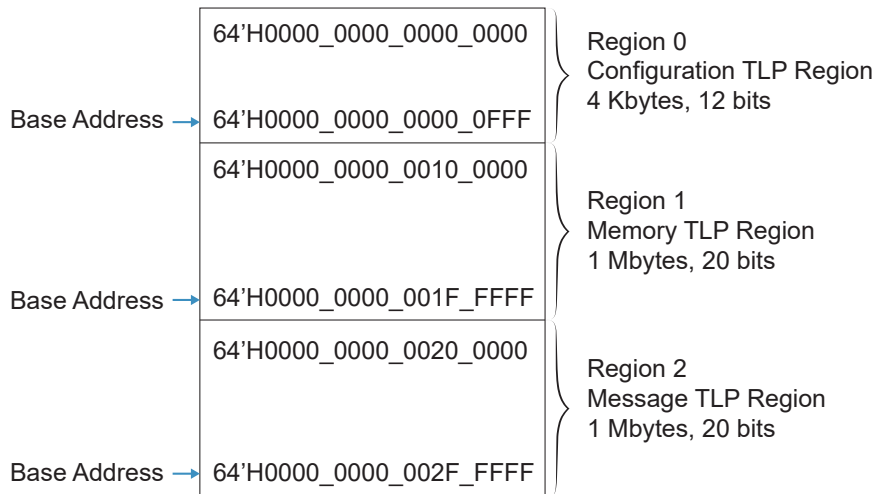 64’H0000_0000_0000_0000
Region 0
Configuration TLP Region
4 Kbytes, 12 bits
Base Address
64’H0000_0000_0000_0FFF
64’H0000_0000_0010_0000
Region 1
Memory TLP Region
1 Mbytes, 20 bits
Base Address
64’H0000_0000_001F_FFFF
64’H0000_0000_0020_0000
Region 2
Message TLP Region
1 Mbytes, 20 bits
Base Address
64’H0000_0000_002F_FFFF